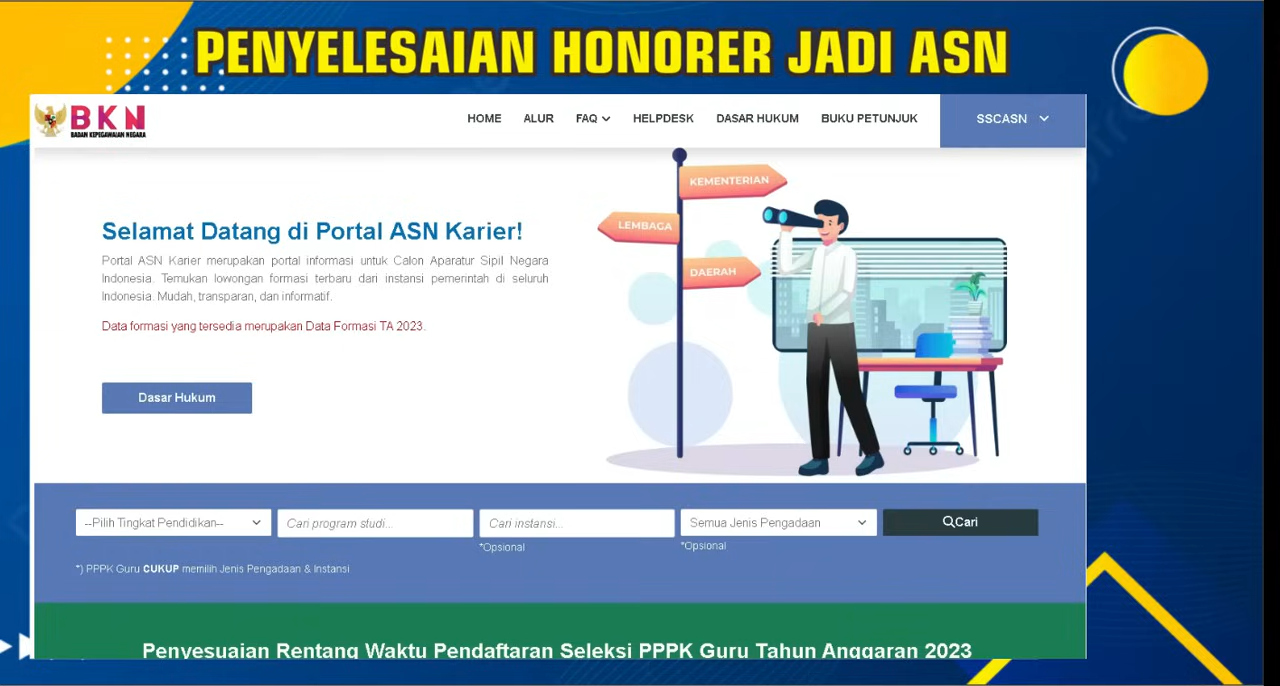 PENYELESAIAN HONORER JADI ASN
BKN
BADAN KEPEGAWAIAN NEGARA
HOME ALUR FAQ HELPDESK DASAR HUKUM BUKU PETUNJUK SSCASN
KEMENTERIAN
LEMBAGA
DAERAH
Selamat Datang di Portal ASN Karier!
Portal ASN Karier merupakan portal informasi untuk Calon Aparatur Sipil Negara
Indonesia. Temukan lowongan formasi terbaru dari instansi pemerintah di seluruh
Indonesia. Mudah, transparan, dan informatif.
Data formasi yang tersedia merupakan Data Formasi TA 2023.
Dasar Hukum
--Pilih Tingkat Pendidikan-- Cari program studi... Cari instansi... Semua Jenis Pengadaan Cari
*Opsional *Opsional
*) PPPK Guru CUKUP memilih Jenis Pengadaan & Instansi
Penyesuaian Rentang Waktu Pendaftaran Seleksi PPPK Guru Tahun Anggaran 2023